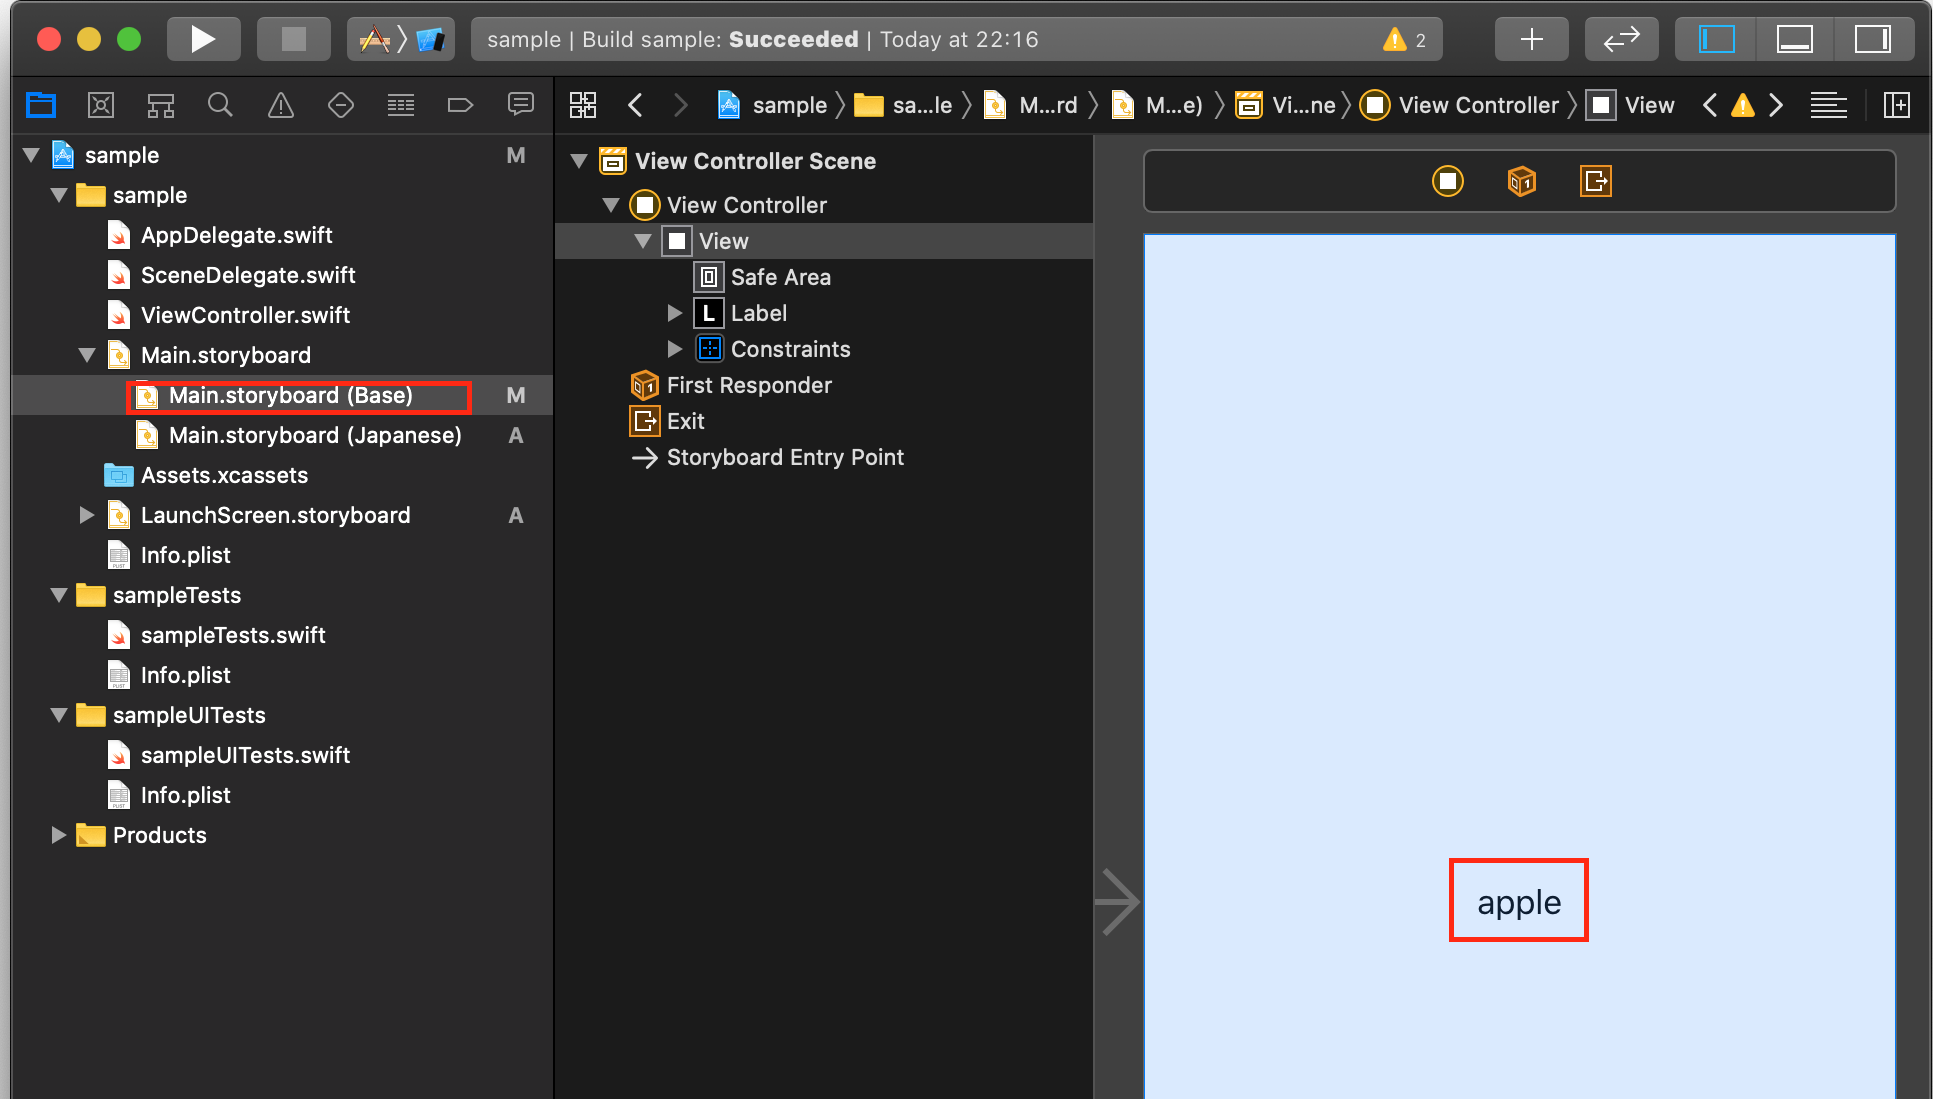 sample | Build sample: Succeeded | Today at 22:16
2
sample
sa...le
M...rd
M...e)
Vi...ne
View Controller
View
sample M
sample
AppDelegate.swift
SceneDelegate.swift
ViewController.swift
Main.storyboard
Main.storyboard (Base) M
Main.storyboard (Japanese) A
Assets.xcassets
LaunchScreen.storyboard A
Info.plist
sampleTests
sampleTests.swift
Info.plist
sampleUITests
sampleUITests.swift
Info.plist
Products
View Controller Scene
View Controller
View
Safe Area
L Label
Constraints
1 First Responder
Exit
Storyboard Entry Point
1
apple